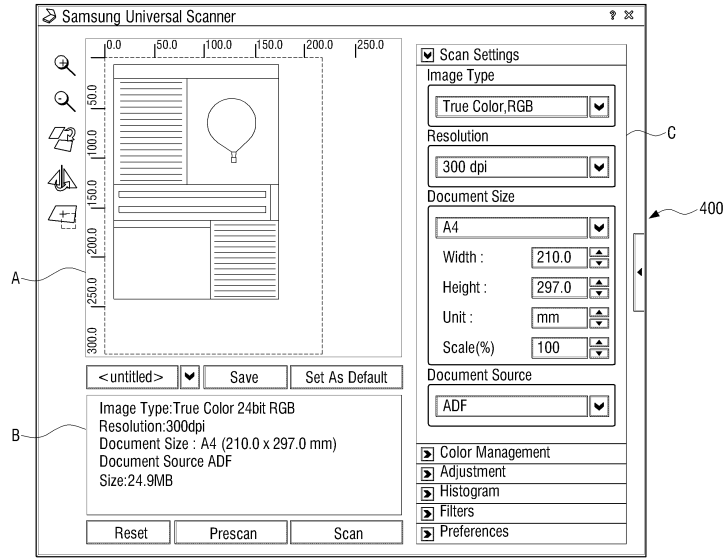 Samsung Universal Scanner
0.0 50.0 100.0 150.0 200.0 250.0
50.0
100.0
150.0
200.0
250.0
300.0
A
<untitled> Save Set As Default
B
Image Type:True Color 24bit RGB
Resolution:300dpi
Document Size : A4 (210.0 x 297.0 mm)
Document Source ADF
Size:24.9MB
Reset Prescan Scan
? 
Scan Settings
Image Type
True Color,RGB
Resolution
300 dpi
Document Size
A4
Width : 210.0
Height : 297.0
Unit : mm
Scale(%) 100
Document Source
ADF
Color Management
Adjustment
Histogram
Filters
Preferences
C
400